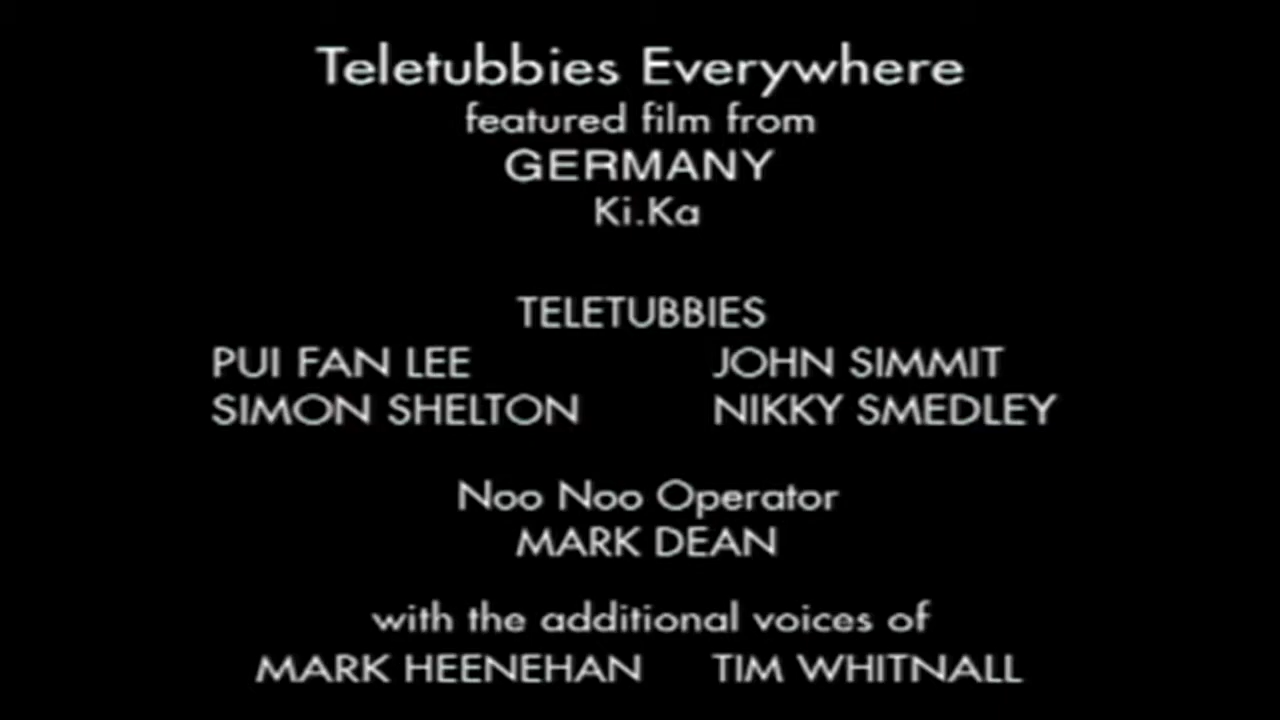 Teletubbies Everywhere
featured film from
GERMANY
Ki.Ka
TELETUBBIES
PUI FAN LEE JOHN SIMMIT
SIMON SHELTON NIKKY SMEDLEY
Noo Noo Operator
MARK DEAN
with the additional voices of
MARK HEENEHAN TIM WHITNALL